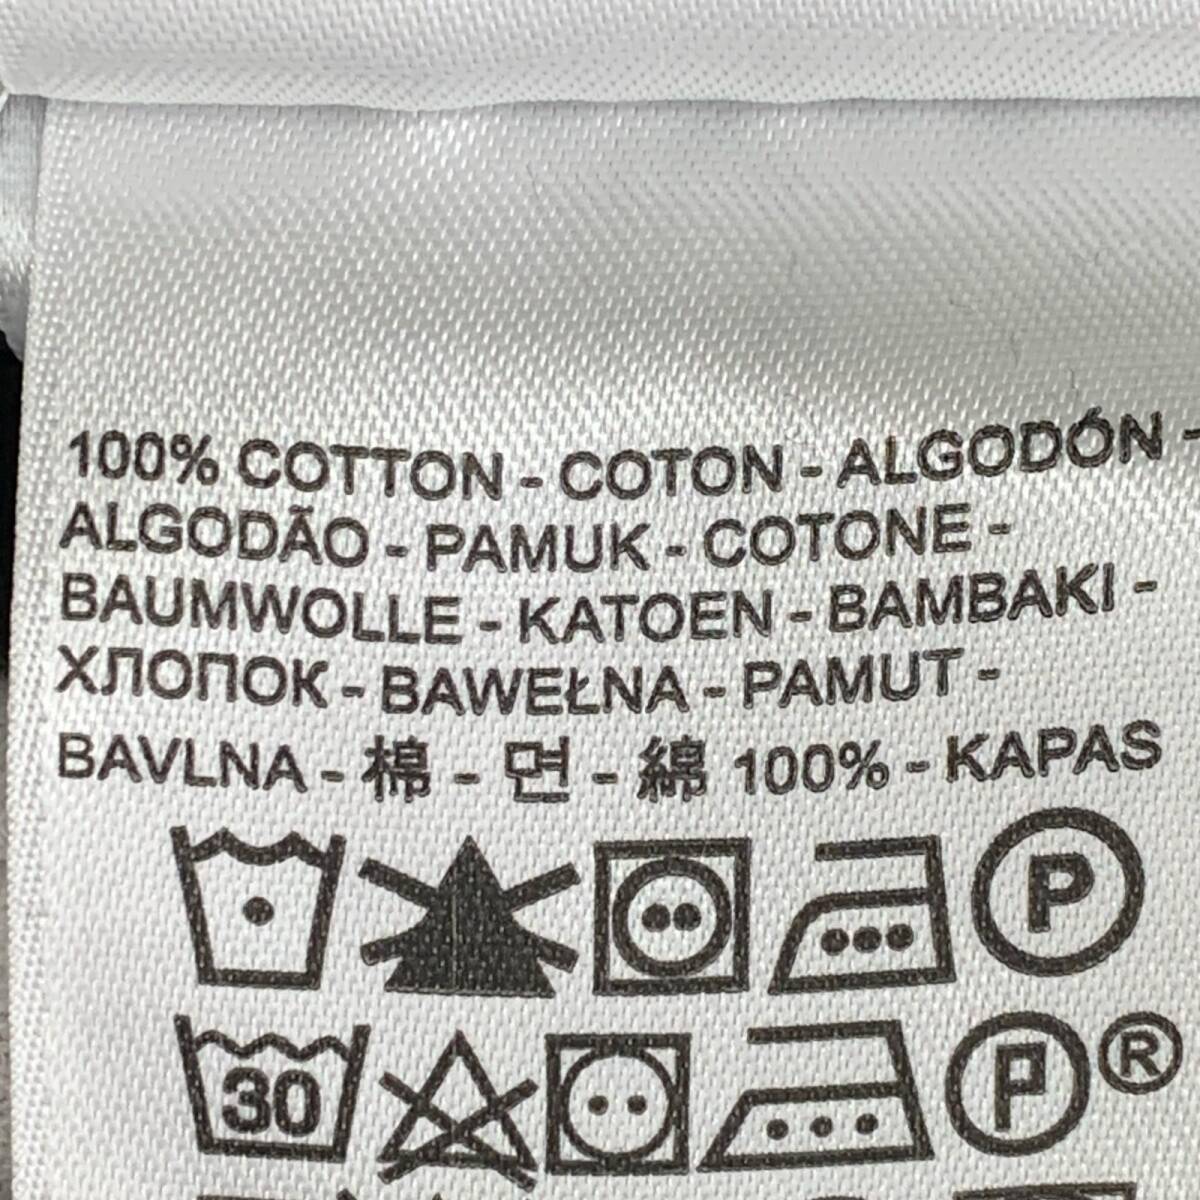 100% COTTON - COTON - ALGODÓN -
ALGODÃO - PAMUK - COTONE -
BAUMWOLLE - KATOEN - BAMBAKI -
ХЛОПОК - BAWEŁNA - PAMUT -
BAVLNA - 棉 - 면 - 綿 100% - KAPAS
P
30 P ®